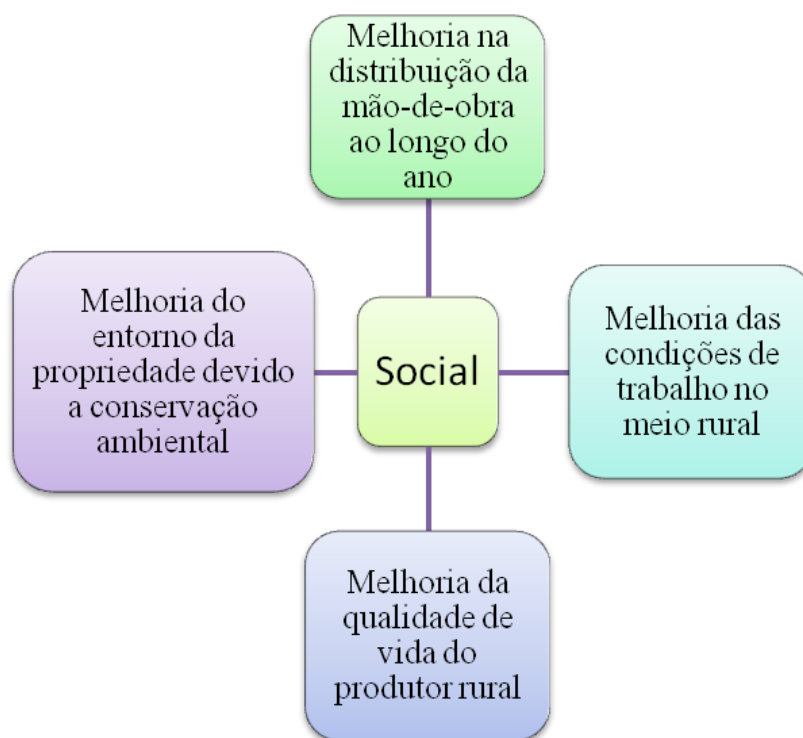 Melhoria na
distribuição da
mão-de-obra
ao longo do
ano
Melhoria do
entorno da
propriedade devido
a conservação
ambiental
Social
Melhoria das
condições de
trabalho no
meio rural
Melhoria da
qualidade de
vida do
produtor rural